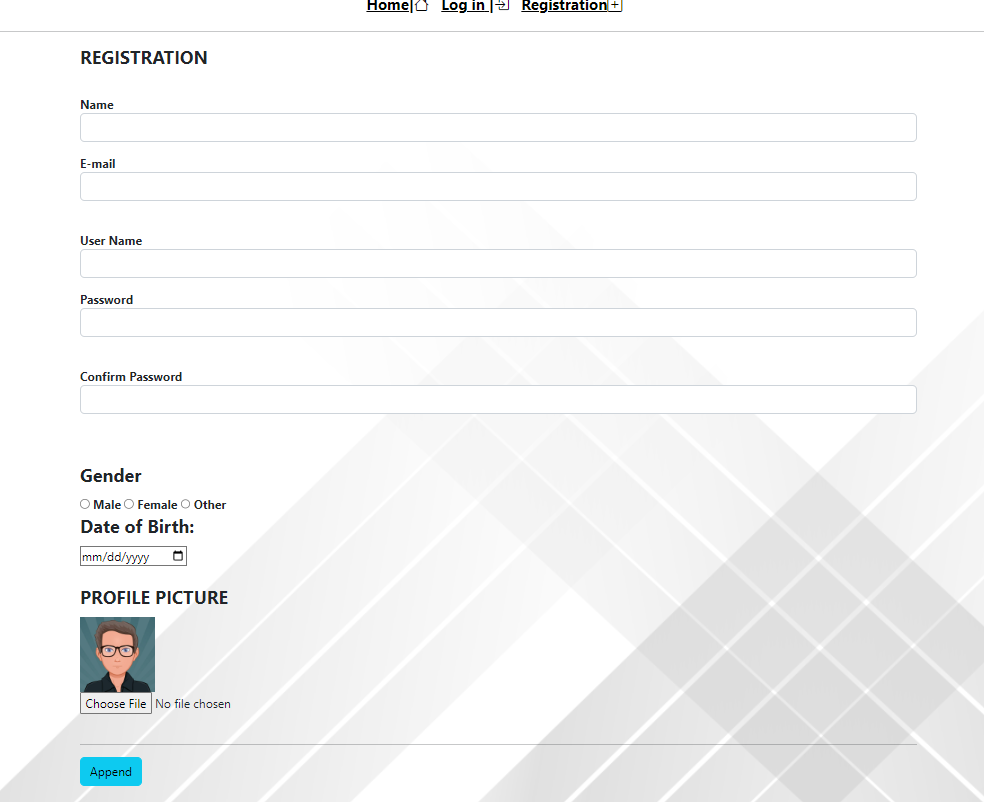 Home| Log in | Registration
REGISTRATION
Name
E-mail
User Name
Password
Confirm Password
Gender
Male Female Other
Date of Birth:
mm/dd/yyyy
PROFILE PICTURE
Choose File No file chosen
Append